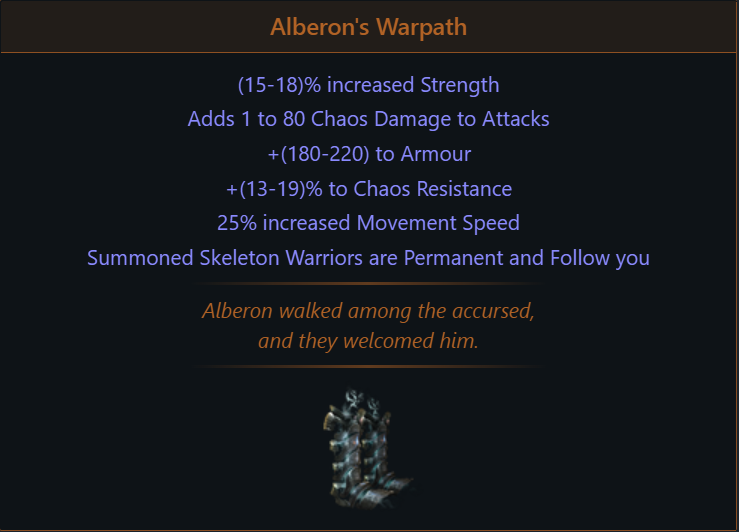 Alberon's Warpath
(15-18)% increased Strength
Adds 1 to 80 Chaos Damage to Attacks
+(180-220) to Armour
+(13-19)% to Chaos Resistance
25% increased Movement Speed
Summoned Skeleton Warriors are Permanent and Follow you
Alberon walked among the accursed,
and they welcomed him.